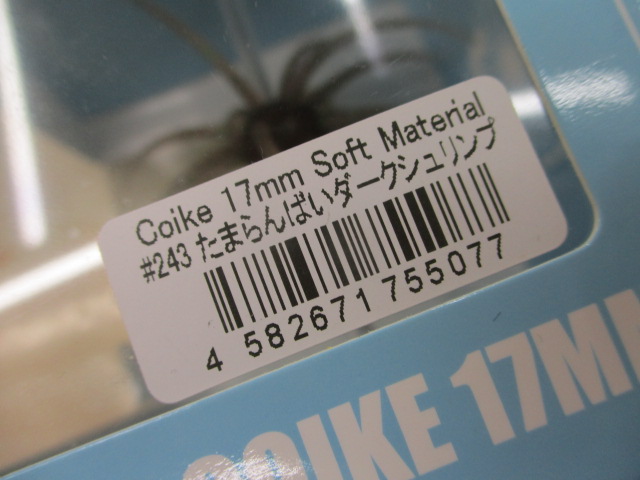 Coike 17mm Soft Material
#243 たまらんばいダークシュリンプ
4 582671 755077
COIKE 17M